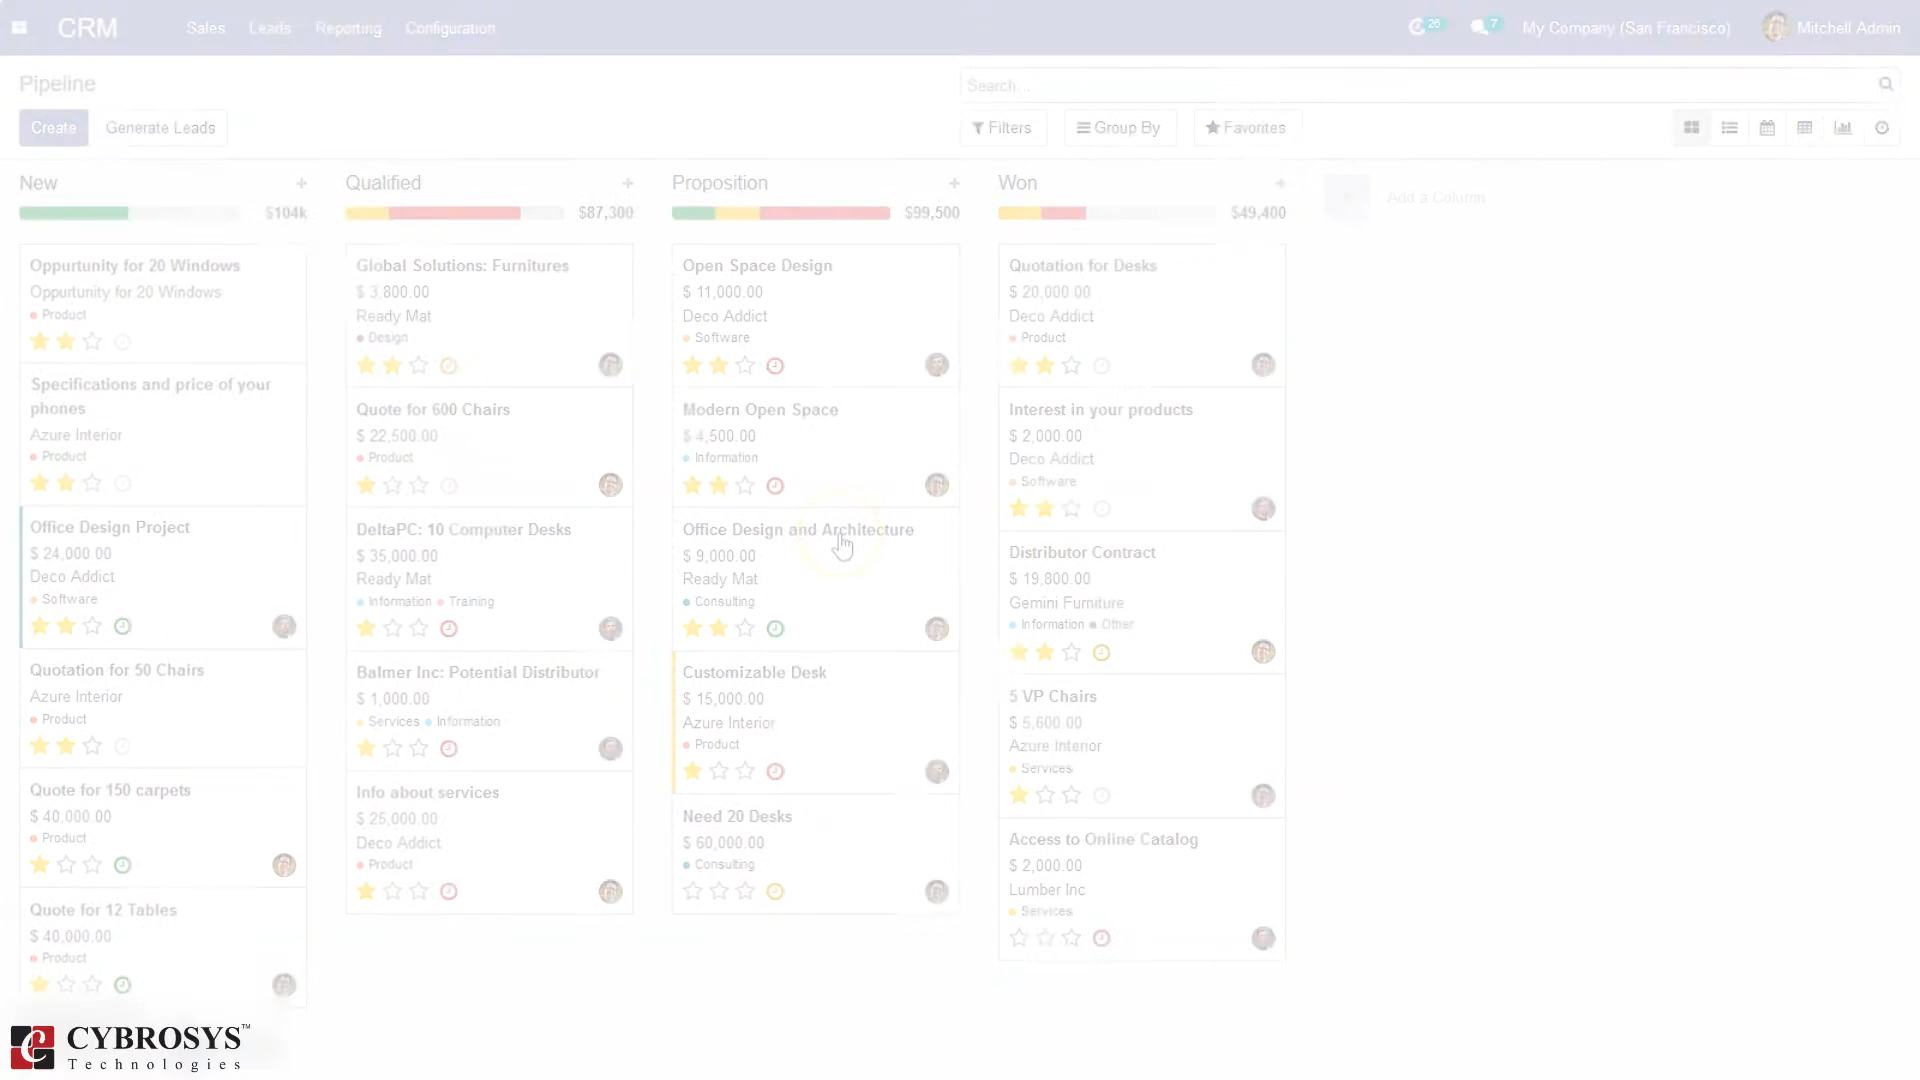 CRM
Sales
Leads
Reporting
Configuration
26
7
My Company (San Francisco)
Mitchell Admin
Pipeline
Search...
Create
Generate Leads
Filters
Group By
Favorites
New
+
$104k
Oppurtunity for 20 Windows
Oppurtunity for 20 Windows
Product
Specifications and price of your
phones
Azure Interior
Product
Office Design Project
$ 24,000.00
Deco Addict
Software
Quotation for 50 Chairs
Azure Interior
Product
Quote for 150 carpets
$ 40,000.00
Product
Quote for 12 Tables
$ 40,000.00
Product
Qualified
+
$87,300
Global Solutions: Furnitures
$ 3,800.00
Ready Mat
Design
Quote for 600 Chairs
$ 22,500.00
Product
DeltaPC: 10 Computer Desks
$ 35,000.00
Ready Mat
Information Training
Balmer Inc: Potential Distributor
$ 1,000.00
Services Information
Info about services
$ 25,000.00
Deco Addict
Product
Proposition
+
$99,500
Open Space Design
$ 11,000.00
Deco Addict
Software
Modern Open Space
$ 4,500.00
Information
Office Design and Architecture
$ 9,000.00
Ready Mat
Consulting
Customizable Desk
$ 15,000.00
Azure Interior
Product
Need 20 Desks
$ 60,000.00
Consulting
Won
+
$49,400
Quotation for Desks
$ 20,000.00
Deco Addict
Product
Interest in your products
$ 2,000.00
Deco Addict
Software
Distributor Contract
$ 19,800.00
Gemini Furniture
Information Other
5 VP Chairs
$ 5,600.00
Azure Interior
Services
Access to Online Catalog
$ 2,000.00
Lumber Inc
Services
Add a Column
CYBROSYS™
Technologies